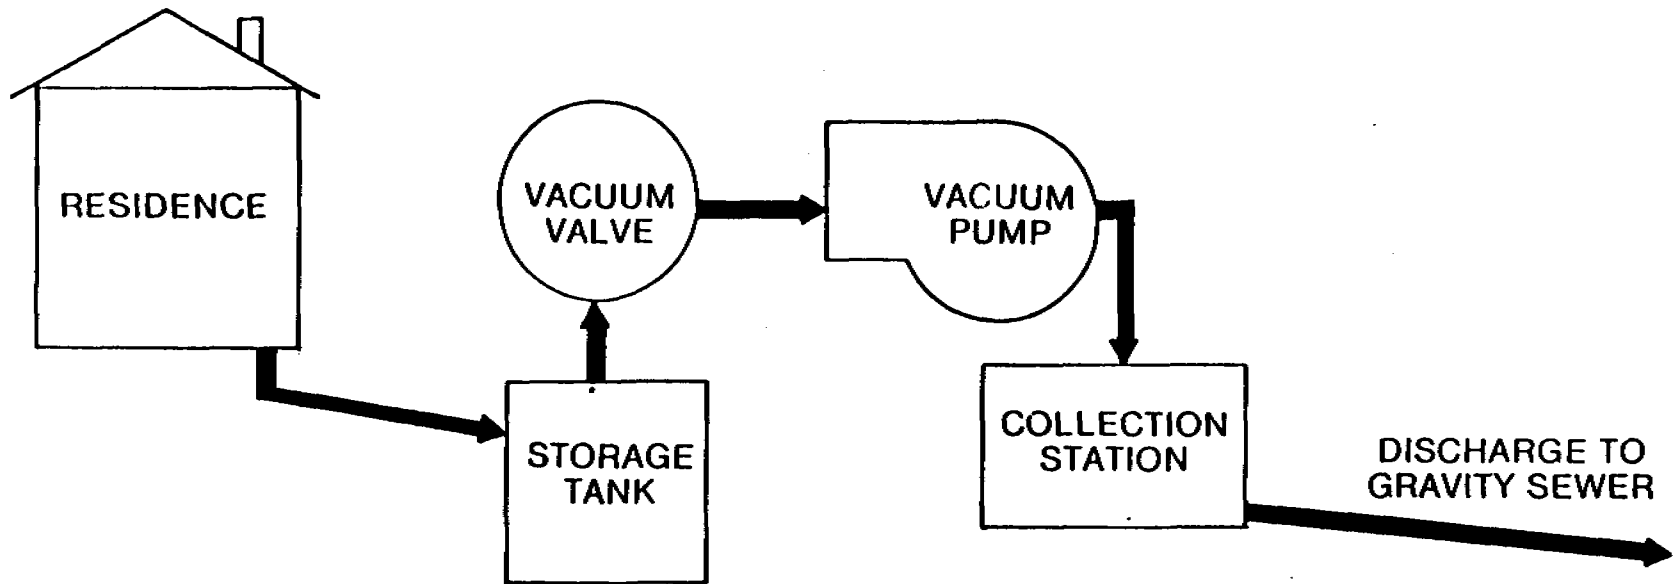 RESIDENCE
VACUUM
VALVE
VACUUM
PUMP
STORAGE
TANK
COLLECTION
STATION
DISCHARGE TO
GRAVITY SEWER